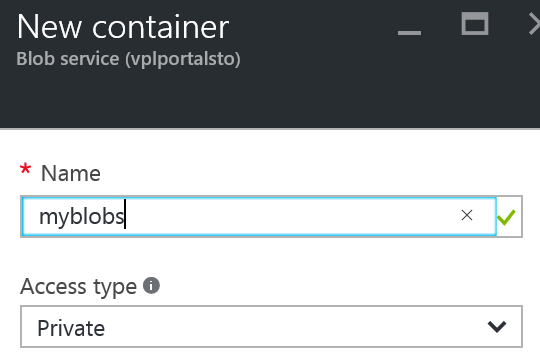 New container
Blob service (vplportalsto)
* Name
myblobs
Access type
Private